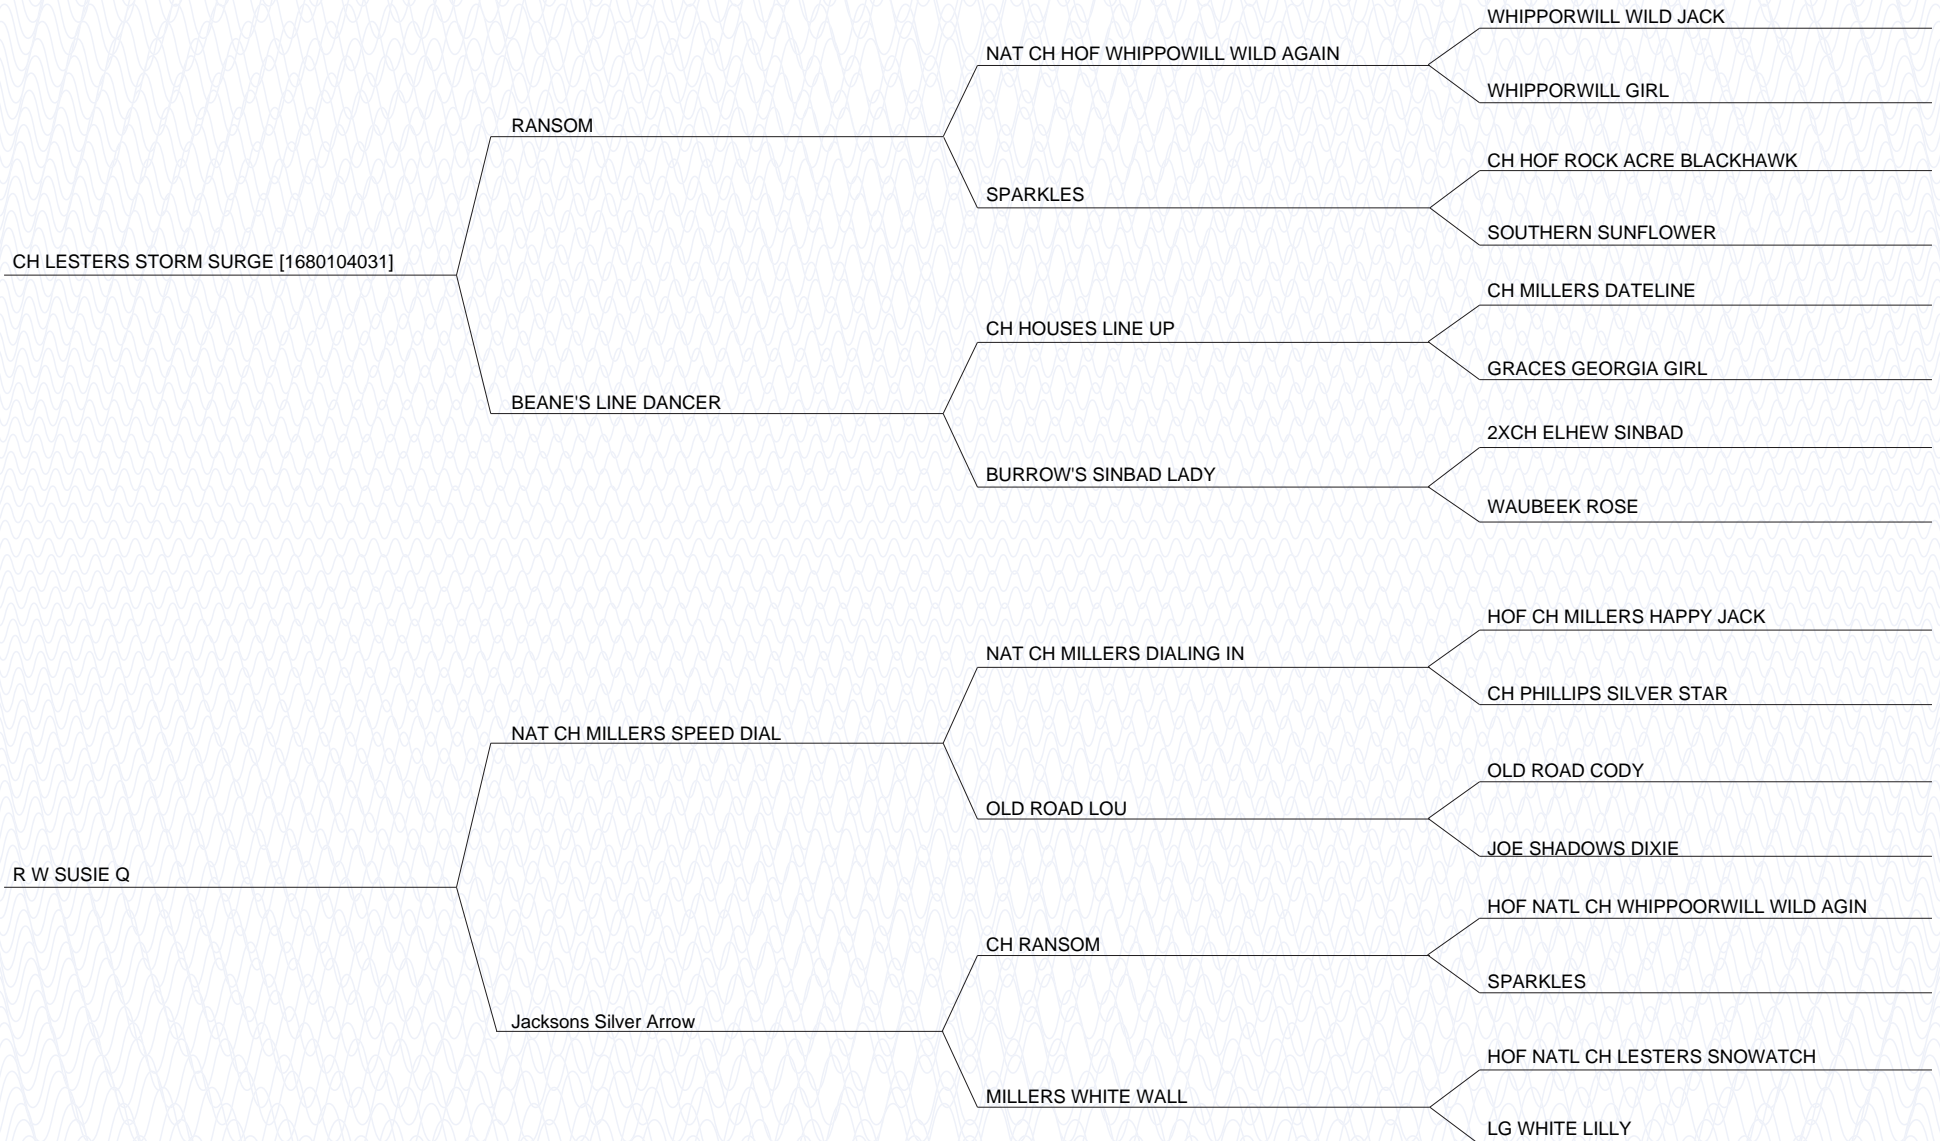 WHIPPORWILL WILD JACK
NAT CH HOF WHIPPOWILL WILD AGAIN
WHIPPORWILL GIRL
RANSOM
CH HOF ROCK ACRE BLACKHAWK
SPARKLES
SOUTHERN SUNFLOWER
CH LESTERS STORM SURGE [1680104031]
CH MILLERS DATELINE
CH HOUSES LINE UP
GRACES GEORGIA GIRL
BEANE'S LINE DANCER
2XCH ELHEW SINBAD
BURROW'S SINBAD LADY
WAUBEEK ROSE
HOF CH MILLERS HAPPY JACK
NAT CH MILLERS DIALING IN
CH PHILLIPS SILVER STAR
NAT CH MILLERS SPEED DIAL
OLD ROAD CODY
OLD ROAD LOU
JOE SHADOWS DIXIE
R W SUSIE Q
HOF NATL CH WHIPPOORWILL WILD AGIN
CH RANSOM
SPARKLES
Jacksons Silver Arrow
HOF NATL CH LESTERS SNOWATCH
MILLERS WHITE WALL
LG WHITE LILLY